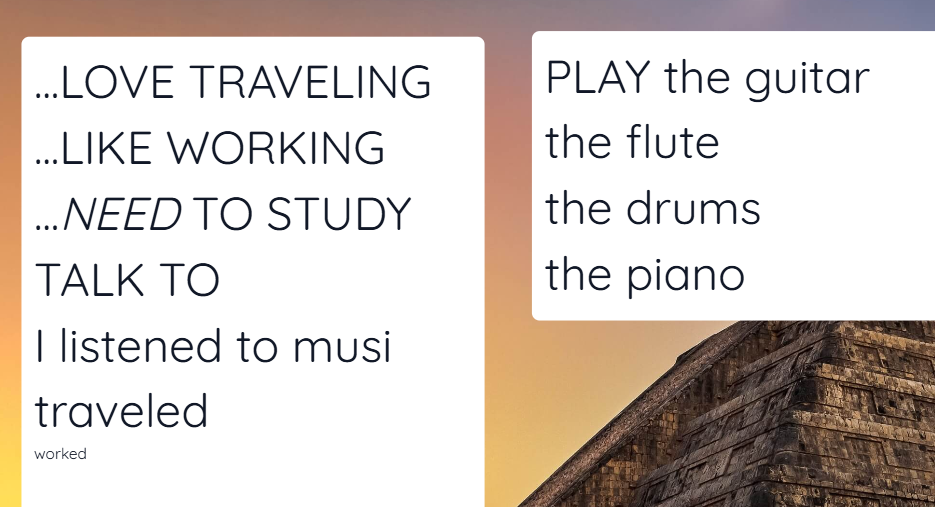 ...LOVE TRAVELING
...LIKE WORKING
...NEED TO STUDY
TALK TO
I listened to musi
traveled
worked
PLAY the guitar
the flute
the drums
the piano